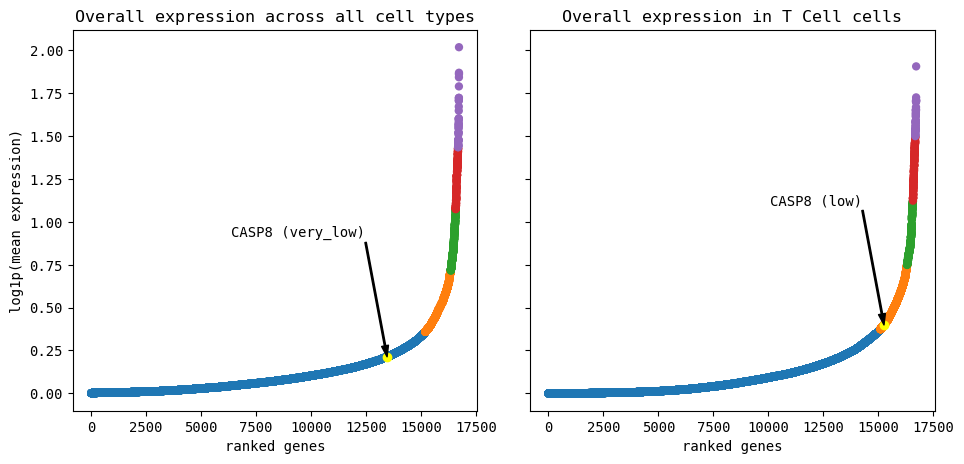 Overall expression across all cell types
log1p(mean expression)
2.00
1.75
1.50
1.25
1.00
0.75
0.50
0.25
0.00
CASP8 (very_low)
0 2500 5000 7500 10000 12500 15000 17500
ranked genes
Overall expression in T Cell cells
CASP8 (low)
0 2500 5000 7500 10000 12500 15000 17500
ranked genes